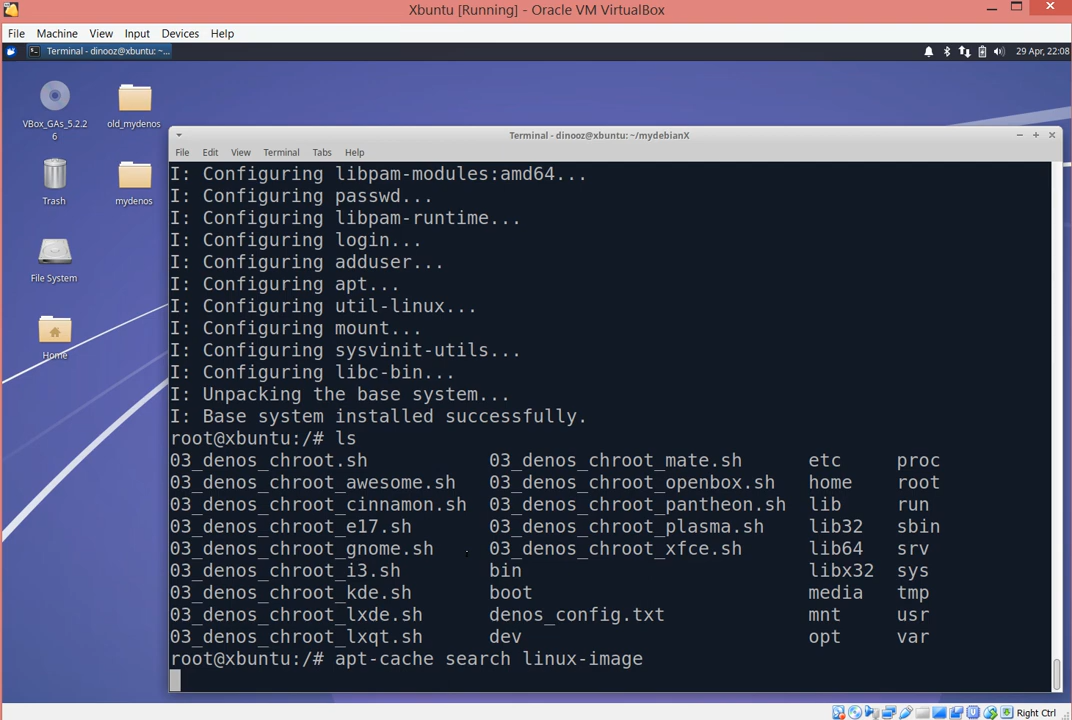 Xbuntu [Running] - Oracle VM VirtualBox
File Machine View Input Devices Help
Terminal - dinooz@xbuntu: ~... 29 Apr, 22:08
VBox_GAs_5.2.2
6
old_mydenos
Trash
mydenos
File System
Home
Terminal - dinooz@xbuntu: ~/mydebianX
File Edit View Terminal Tabs Help
I: Configuring libpam-modules:amd64...
I: Configuring passwd...
I: Configuring libpam-runtime...
I: Configuring login...
I: Configuring adduser...
I: Configuring apt...
I: Configuring util-linux...
I: Configuring mount...
I: Configuring sysvinit-utils...
I: Configuring libc-bin...
I: Unpacking the base system...
I: Base system installed successfully.
root@xbuntu:/# ls
03_denos_chroot.sh 03_denos_chroot_mate.sh etc proc
03_denos_chroot_awesome.sh 03_denos_chroot_openbox.sh home root
03_denos_chroot_cinnamon.sh 03_denos_chroot_pantheon.sh lib run
03_denos_chroot_e17.sh 03_denos_chroot_plasma.sh lib32 sbin
03_denos_chroot_gnome.sh 03_denos_chroot_xfce.sh lib64 srv
03_denos_chroot_i3.sh bin libx32 sys
03_denos_chroot_kde.sh boot media tmp
03_denos_chroot_lxde.sh denos_config.txt mnt usr
03_denos_chroot_lxqt.sh dev opt var
root@xbuntu:/# apt-cache search linux-image
Right Ctrl